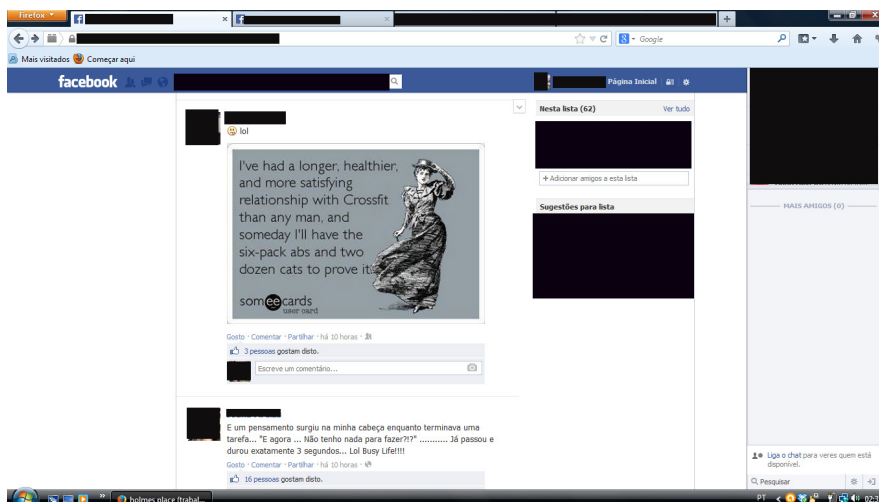 Firefox
Google
Mais visitados
Começar aqui
facebook
Página Inicial
lol
I've had a longer, healthier,
and more satisfying
relationship with Crossfit
than any man, and
someday I'll have the
six-pack abs and two
dozen cats to prove it.
someecards
user card
Gosto · Comentar · Partilhar · há 10 horas ·
3 pessoas gostam disto.
Escreve um comentário...
E um pensamento surgiu na minha cabeça enquanto terminava uma
tarefa... "E agora ... Não tenho nada para fazer?!?" ........... Já passou e
durou exatamente 3 segundos... Lol Busy Life!!!!
Gosto · Comentar · Partilhar · há 10 horas ·
16 pessoas gostam disto.
Nesta lista (62) Ver tudo
+ Adicionar amigos a esta lista
Sugestões para lista
MAIS AMIGOS (0)
Liga o chat para veres quem está
disponível.
Pesquisar
holmes place (trabal...
PT